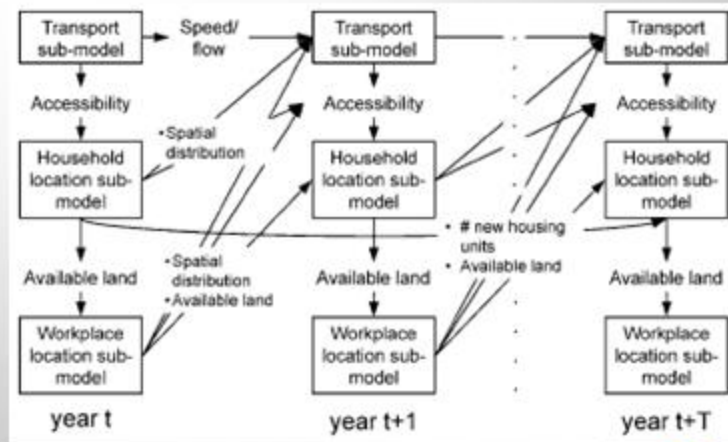 Transport
sub-model
Speed/
flow
Transport
sub-model
Transport
sub-model
Accessibility
Accessibility
Accessibility
•Spatial
distribution
Household
location sub-
model
Household
location sub-
model
Household
location sub-
model
• # new housing
units
• Available land
•Spatial
distribution
•Available land
Available land
Available land
Available land
Workplace
location sub-
model
Workplace
location sub-
model
Workplace
location sub-
model
year t
year t+1
year t+T